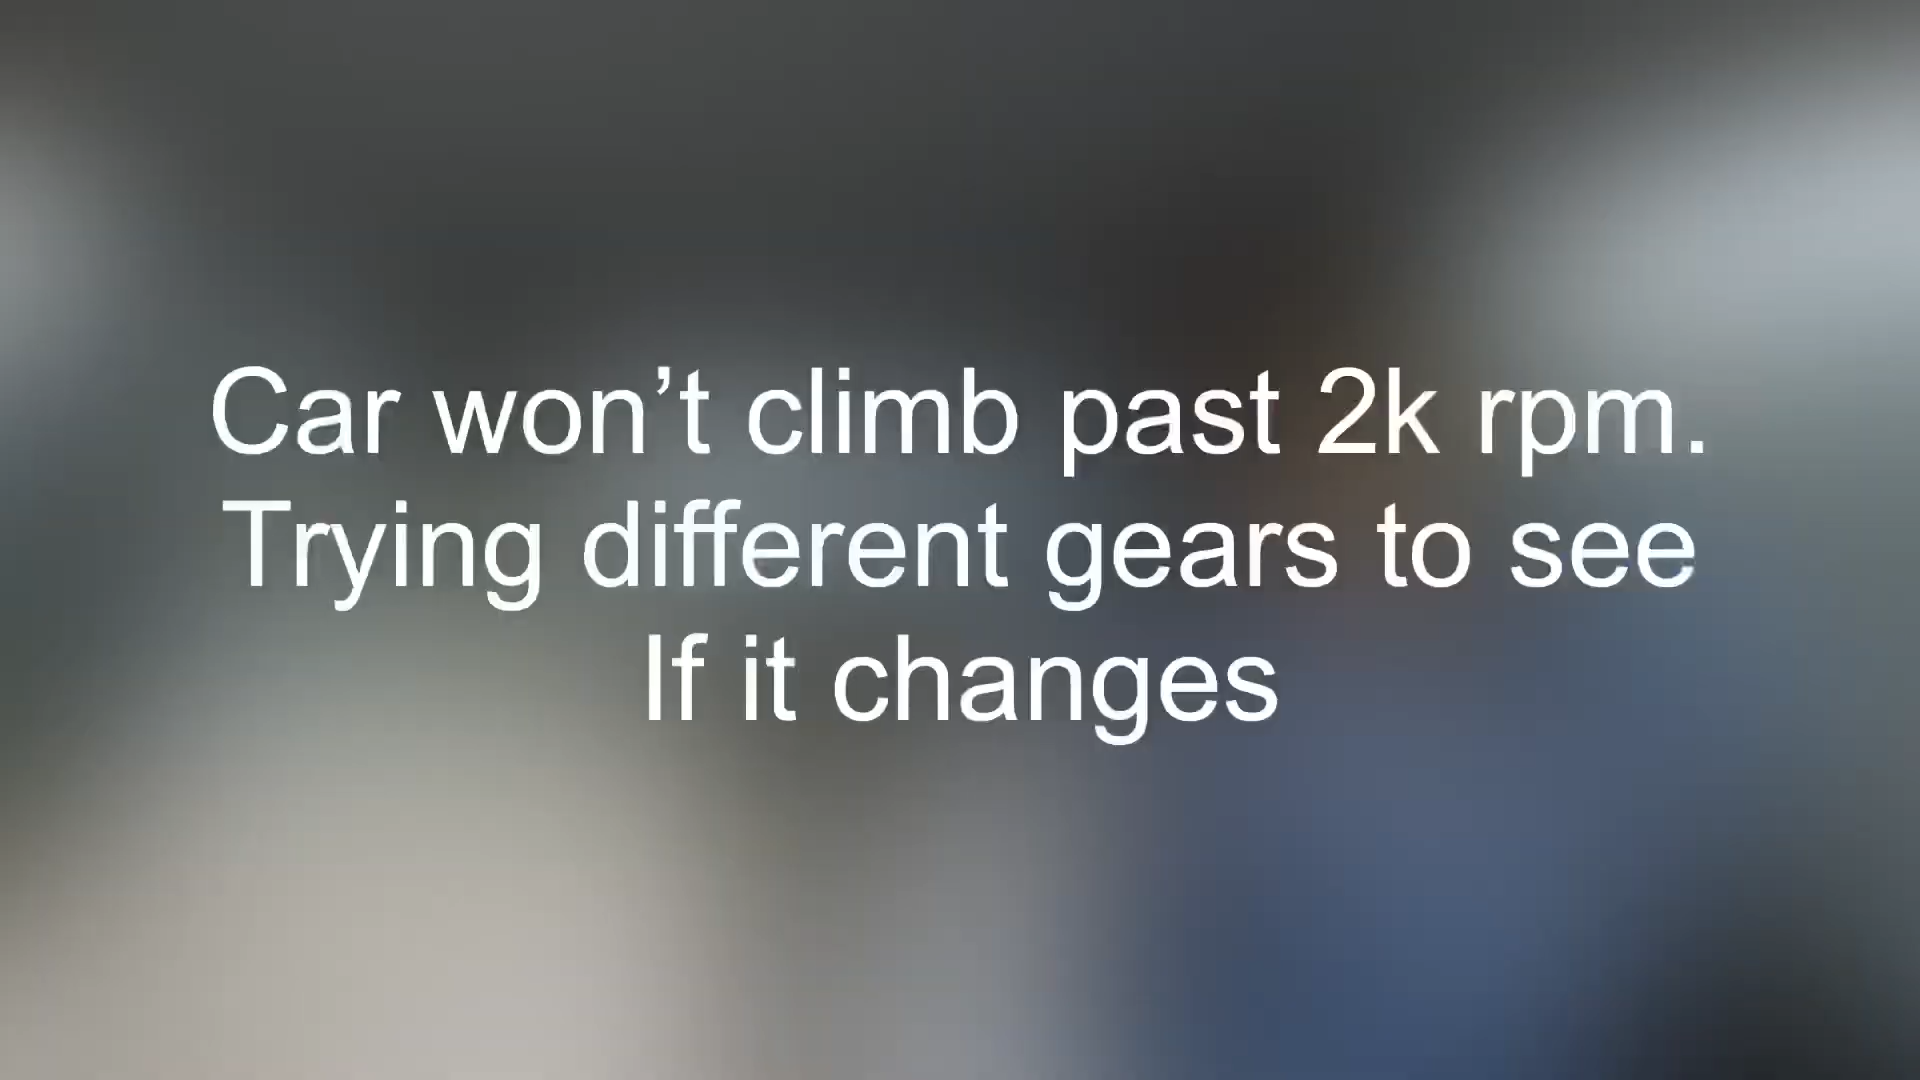 Car won’t climb past 2k rpm.
Trying different gears to see
If it changes